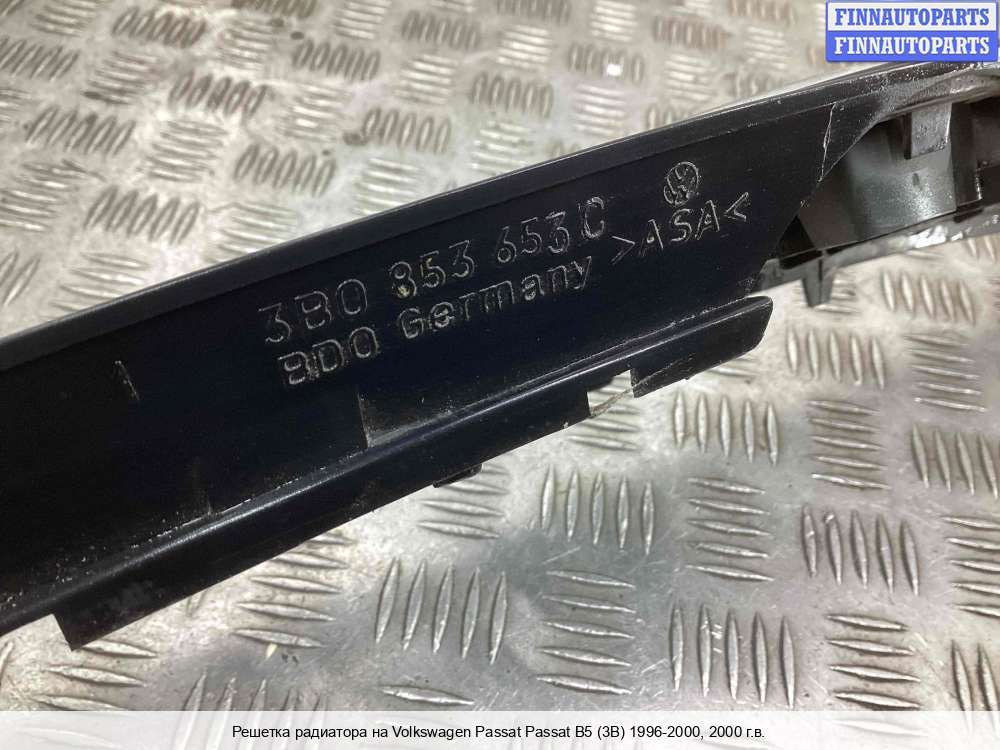 FINNAUTOPARTS
FINNAUTOPARTS
3B0 853 653 C
BDO Germany >ASA<
Решетка радиатора на Volkswagen Passat Passat B5 (3B) 1996-2000, 2000 г.в.